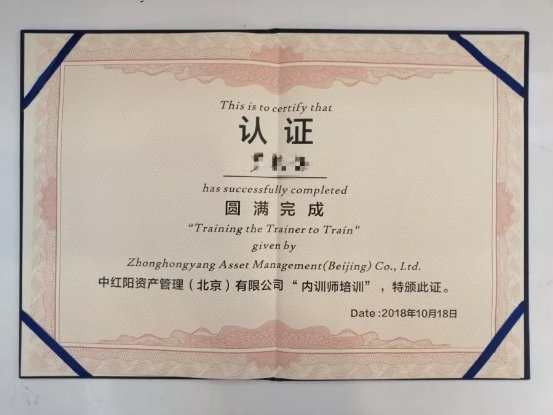 This is to certify that
认证
has successfully completed
圆满完成
“Training the Trainer to Train”
given by
Zhonghongyang Asset Management(Beijing) Co., Ltd.
中红阳资产管理（北京）有限公司“内训师培训”，特颁此证。
Date:2018年10月18日